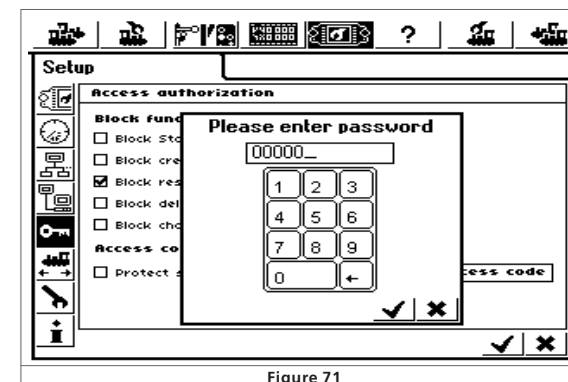 ?
Setup
Access authorization
Block func
Block Sto
Block cre
Block res
Block del
Block cho
Access co
Protect s
ess code
Please enter password
00000_
1 2 3
4 5 6
7 8 9
0 ←
Figure 71